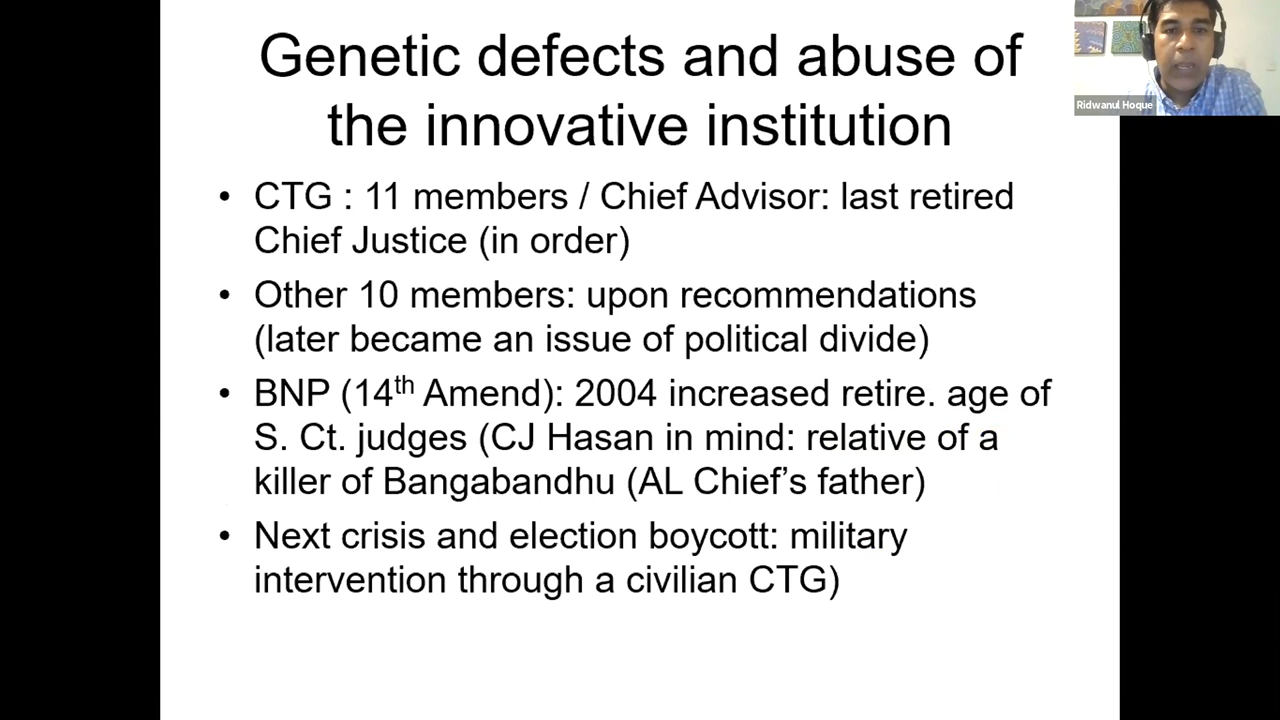 Genetic defects and abuse of
the innovative institution
• CTG : 11 members / Chief Advisor: last retired
Chief Justice (in order)
• Other 10 members: upon recommendations
(later became an issue of political divide)
• BNP (14th Amend): 2004 increased retire. age of
S. Ct. judges (CJ Hasan in mind: relative of a
killer of Bangabandhu (AL Chief’s father)
• Next crisis and election boycott: military
intervention through a civilian CTG)
Ridwanul Hoque